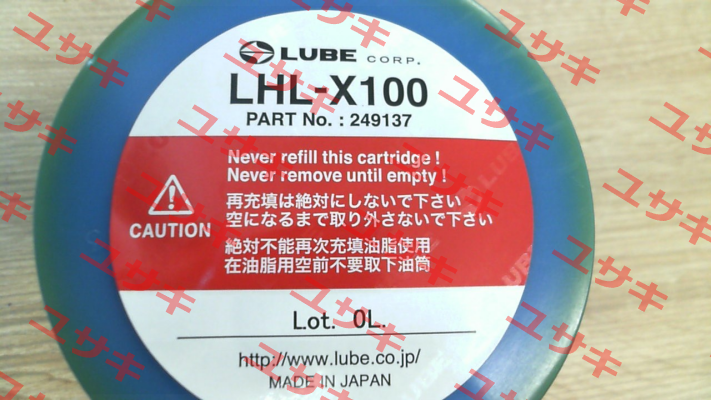 LUBE CORP.
LHL-X100
PART No. : 249137
Never refill this cartridge !
Never remove until empty !
再充填は絶対にしないで下さい
空になるまで取り外さないで下さい
CAUTION
絶対不能再次充填油脂使用
在油脂用空前不要取下油筒
Lot. 0L.
http://www.lube.co.jp/
MADE IN JAPAN
ユサキ